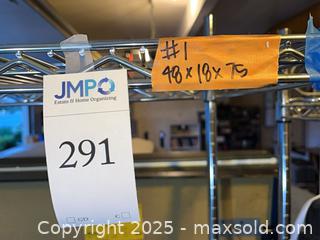 JMPO
Estate & Home Organizing
291
#1
48 x 18 x 75
Copyright 2025 - maxsold.com